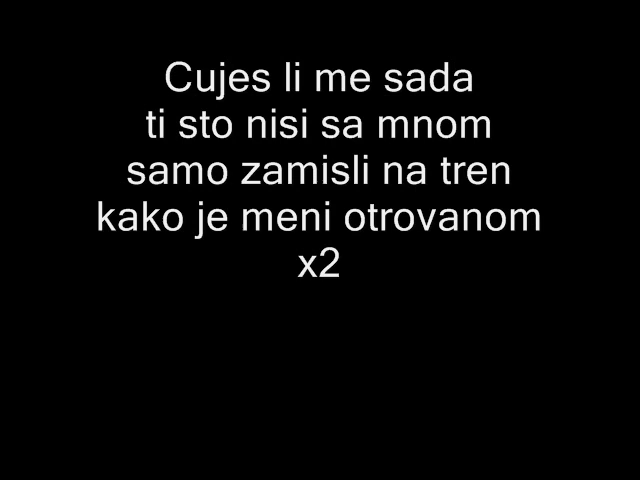 Cujes li me sada
ti sto nisi sa mnom
samo zamisli na tren
kako je meni otrovanom
x2